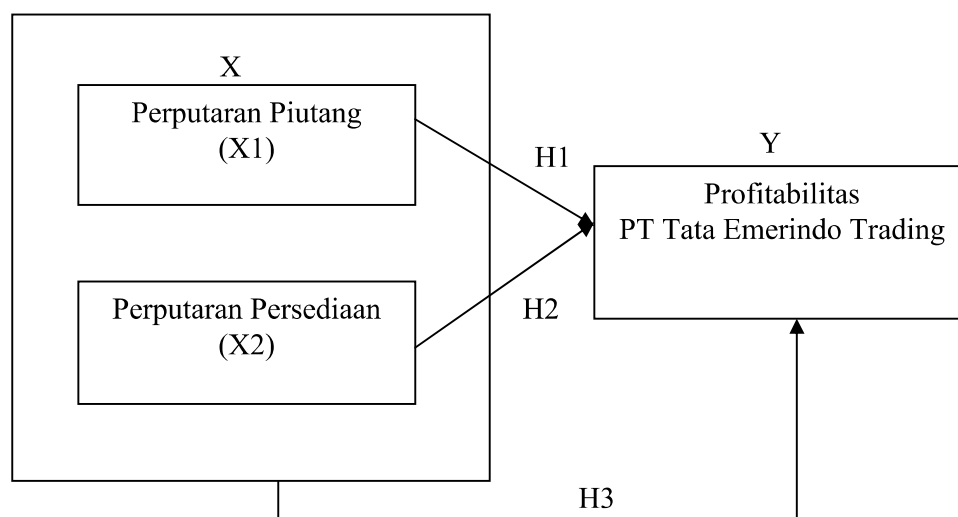 X
Perputaran Piutang
(X1)
H1
Y
Profitabilitas
PT Tata Emerindo Trading
Perputaran Persediaan
(X2)
H2
H3